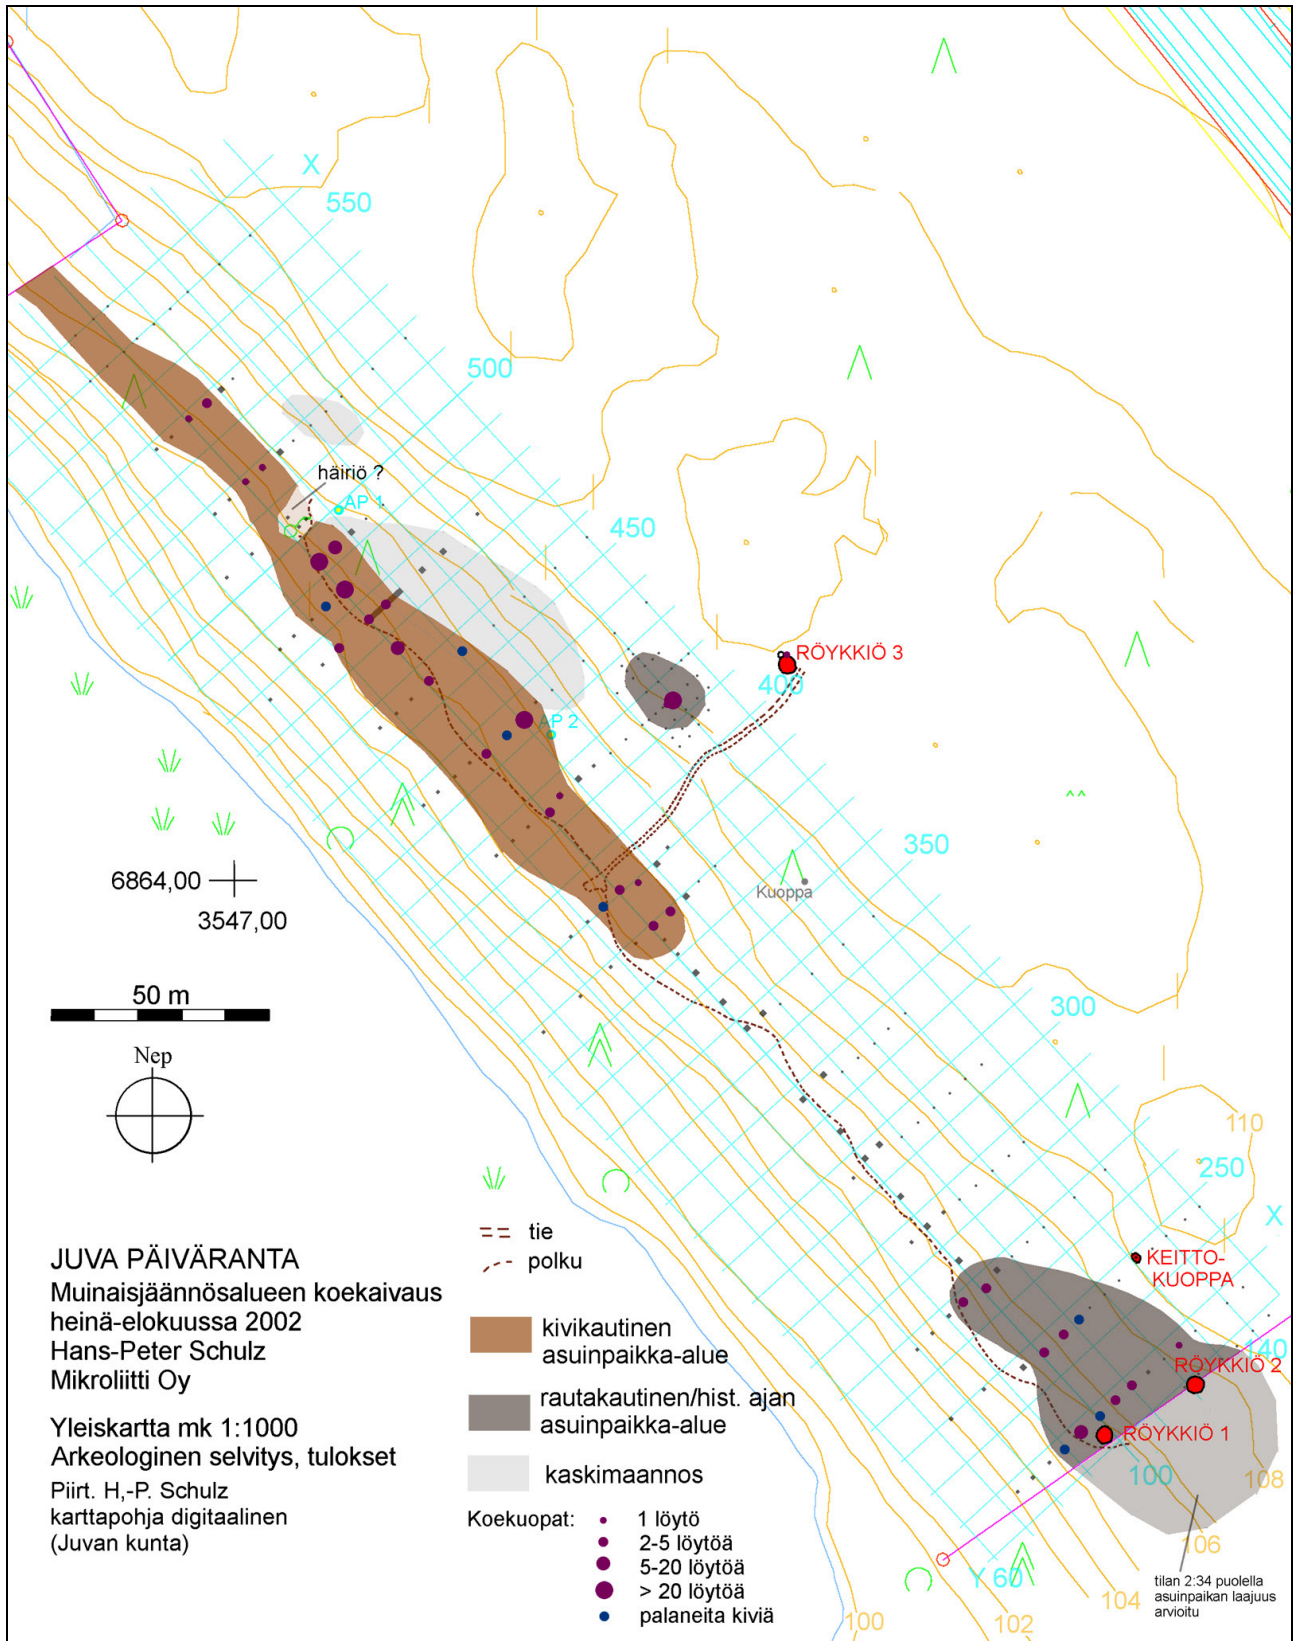 X
550
500
häiriö ?
AP 1
450
RÖYKKIÖ 3
400
AP 2
350
Kuoppa
6864,00
3547,00
300
50 m
Nep
110
250
X
KEITTO-
KUOPPA
140
RÖYKKIÖ 2
RÖYKKIÖ 1
100
108
106
Y 60
104
102
100
tilan 2:34 puolella
asuinpaikan laajuus
arvioitu
JUVA PÄIVÄRANTA
Muinaisjäännösalueen koekaivaus
heinä-elokuussa 2002
Hans-Peter Schulz
Mikroliitti Oy
Yleiskartta mk 1:1000
Arkeologinen selvitys, tulokset
Piirt. H,-P. Schulz
karttapohja digitaalinen
(Juvan kunta)
tie
polku
kivikautinen
asuinpaikka-alue
rautakautinen/hist. ajan
asuinpaikka-alue
kaskimaannos
Koekuopat:
1 löytö
2-5 löytöä
5-20 löytöä
> 20 löytöä
palaneita kiviä